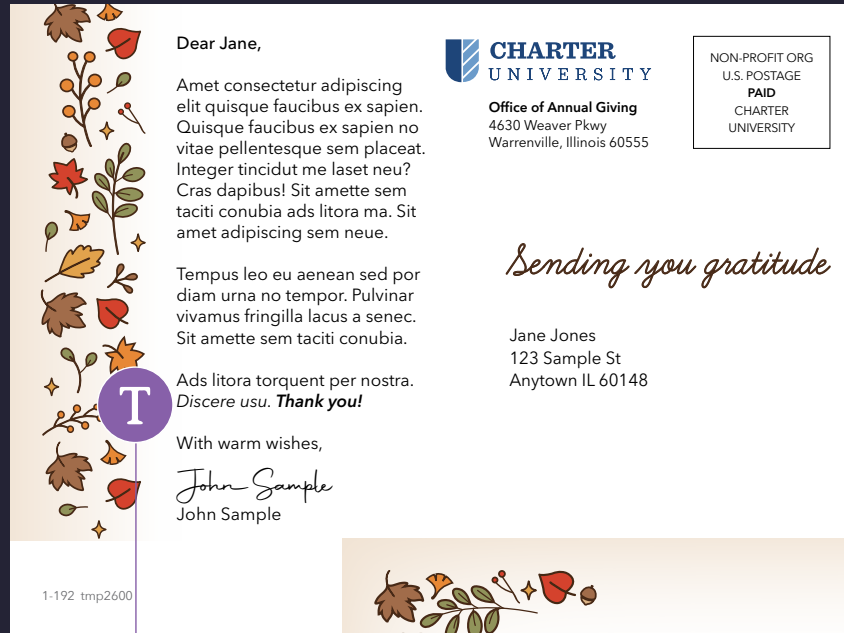 Dear Jane,
Amet consectetur adipiscing
elit quisque faucibus ex sapien.
Quisque faucibus ex sapien no
vitae pellentesque sem placeat.
Integer tincidut me laset neu?
Cras dapibus! Sit amette sem
taciti conubia ads litora ma. Sit
amet adipiscing sem neue.
Tempus leo eu aenean sed por
diam urna no tempor. Pulvinar
vivamus fringilla lacus a senec.
Sit amette sem taciti conubia.
Ads litora torquent per nostra.
Discere usu. Thank you!
With warm wishes,
John Sample
John Sample
CHARTER
UNIVERSITY
Office of Annual Giving
4630 Weaver Pkwy
Warrenville, Illinois 60555
NON-PROFIT ORG
U.S. POSTAGE
PAID
CHARTER
UNIVERSITY
Sending you gratitude
Jane Jones
123 Sample St
Anytown IL 60148
T
1-192 tmp2600